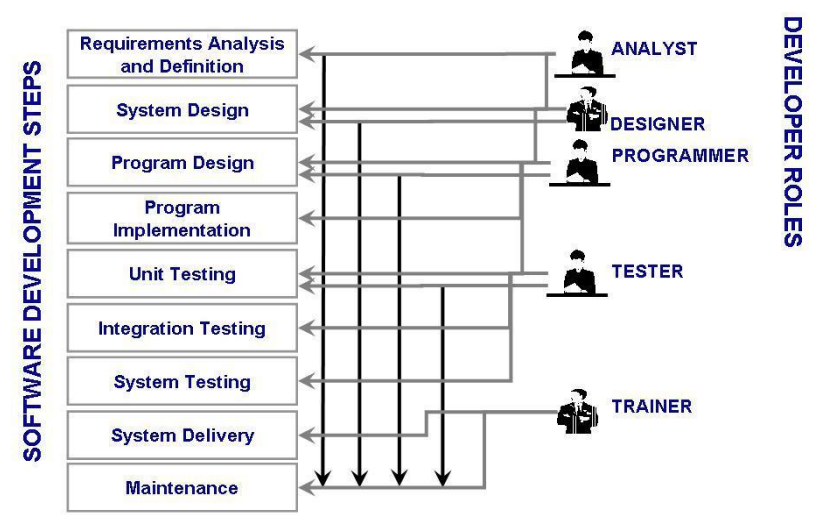 SOFTWARE DEVELOPMENT STEPS
Requirements Analysis
and Definition
System Design
Program Design
Program
Implementation
Unit Testing
Integration Testing
System Testing
System Delivery
Maintenance
ANALYST
DESIGNER
PROGRAMMER
TESTER
TRAINER
DEVELOPER ROLES